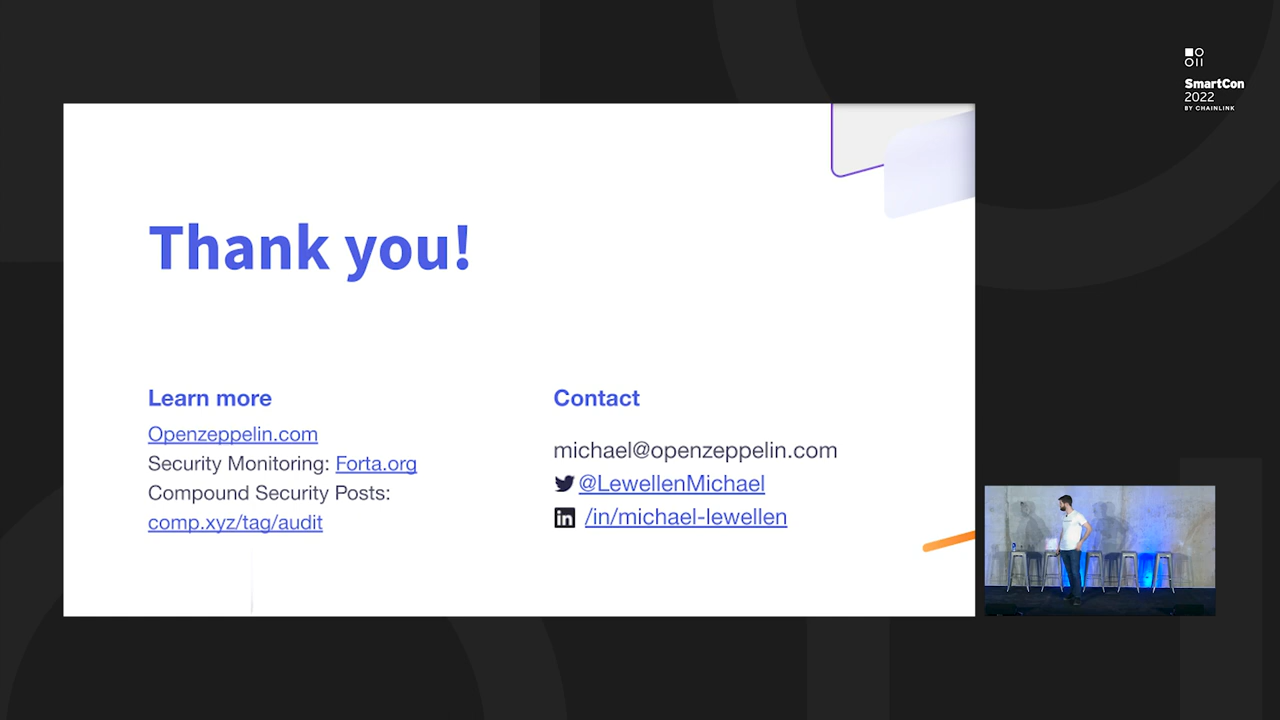 SmartCon
2022
BY CHAINLINK
Thank you!
Learn more
Openzeppelin.com
Security Monitoring: Forta.org
Compound Security Posts:
comp.xyz/tag/audit
Contact
michael@openzeppelin.com
@LewellenMichael
in /in/michael-lewellen